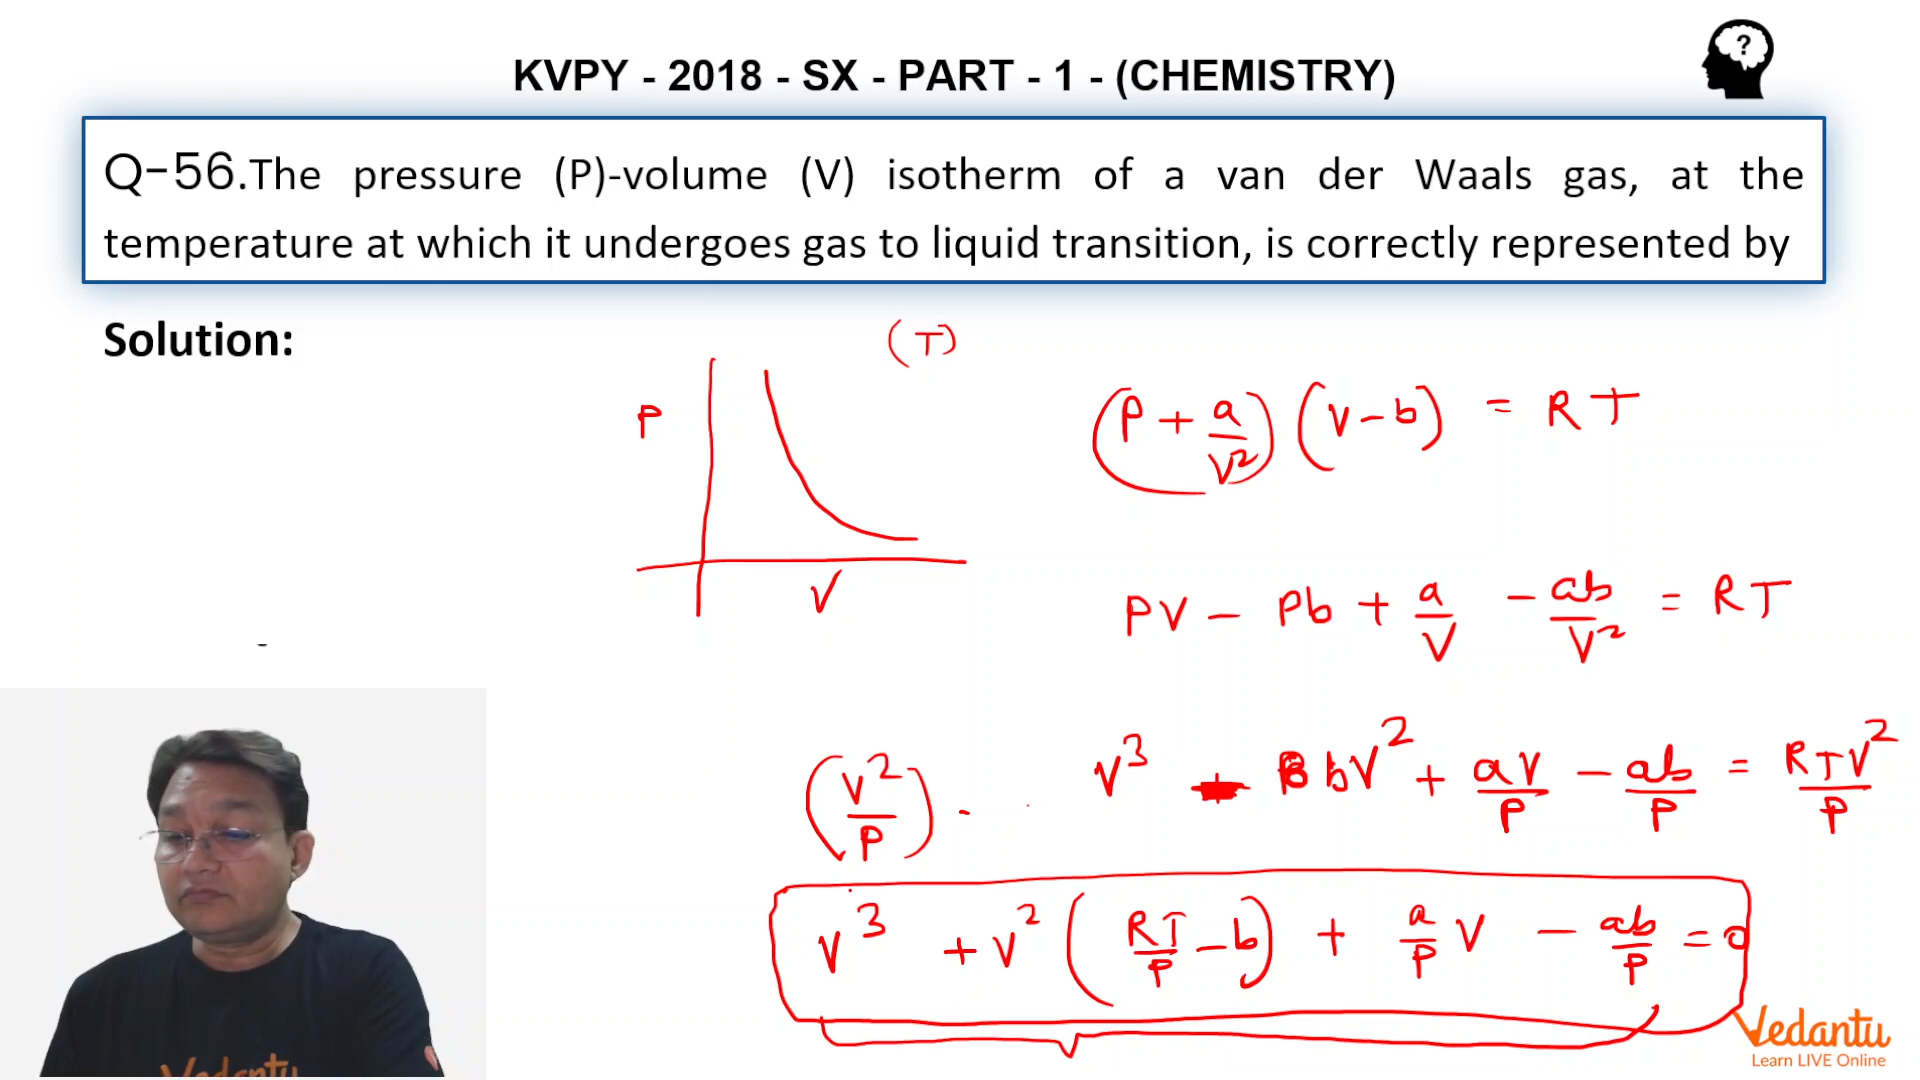 KVPY - 2018 - SX - PART - 1 - (CHEMISTRY)
?
Q-56.The pressure (P)-volume (V) isotherm of a van der Waals gas, at the
temperature at which it undergoes gas to liquid transition, is correctly represented by
Solution:
(T)
P
V
(P + a/V²) (V - b) = RT
PV - Pb + a/V - ab/V² = RT
(V²/P) V³ - bV² + aV/P - ab/P = RTV²/P
V³ + V² (RT/P - b) + a/P V - ab/P = 0
Vedantu
Learn LIVE Online
Vedantu